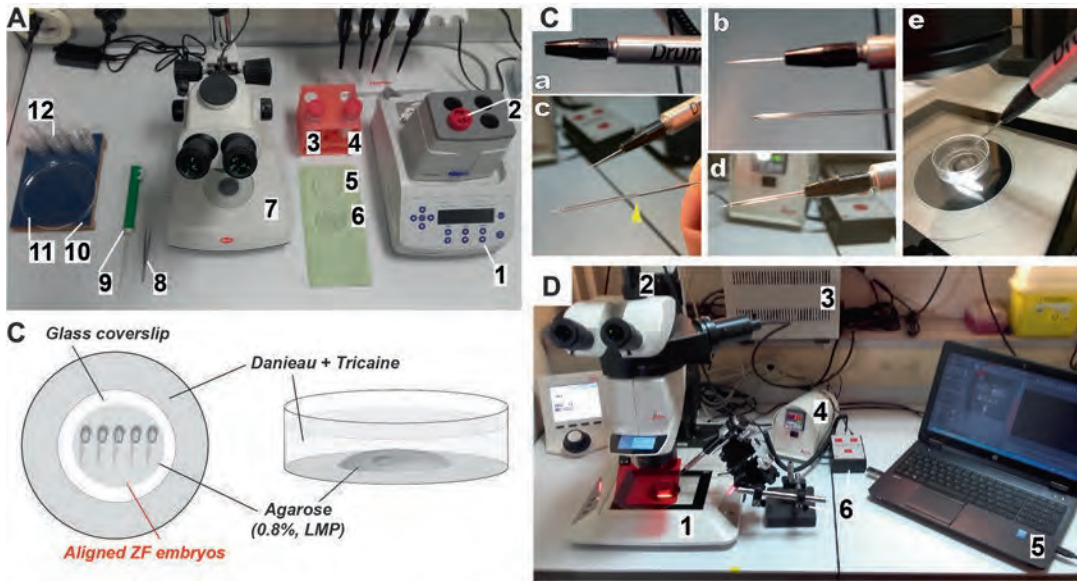 A
12
11
10
9
8
7
3
4
5
6
2
1
C
a
Drum
b
Drum
c
d
e
C
Glass coverslip
Danieau + Tricaine
Agarose
(0.8%, LMP)
Aligned ZF embryos
D
2
3
4
1
6
5